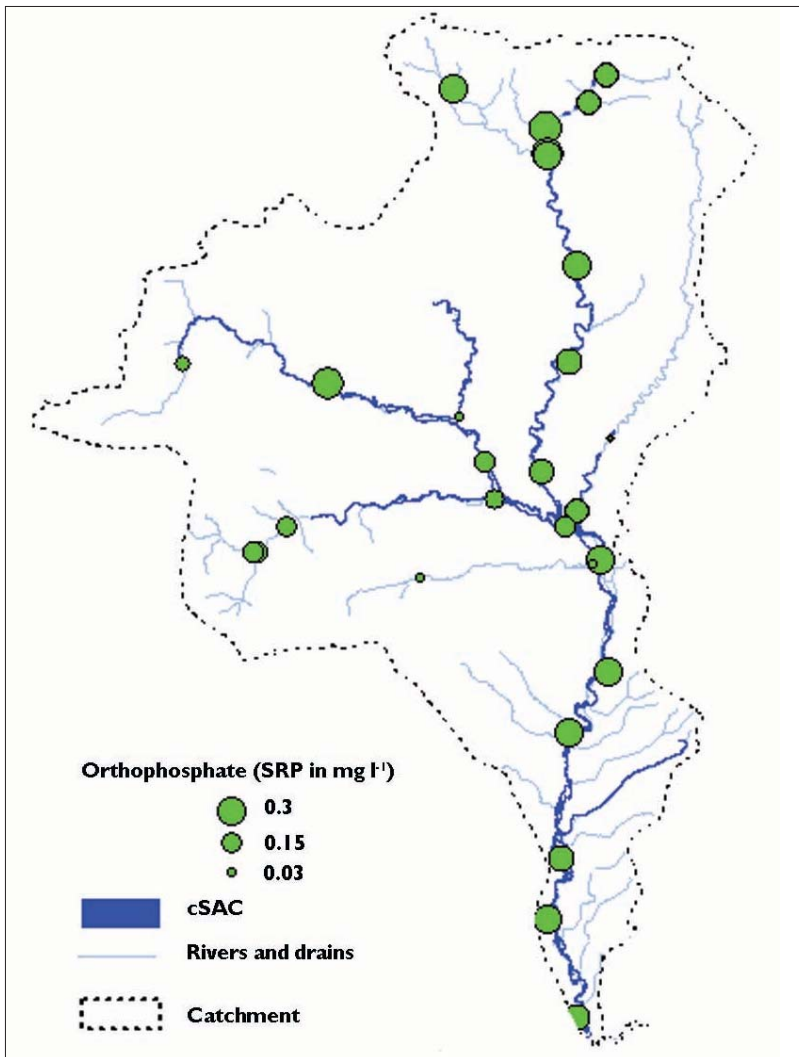 Orthophosphate (SRP in mg l⁻¹)
0.3
0.15
0.03
cSAC
Rivers and drains
Catchment